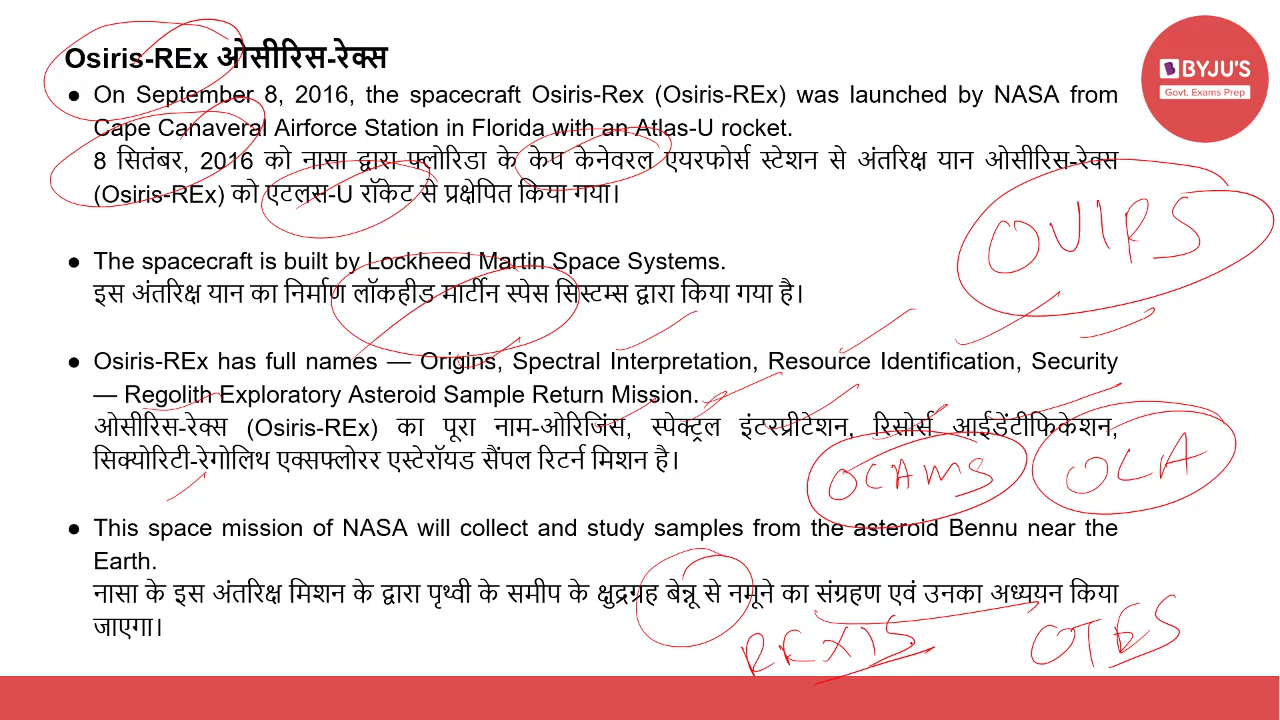 Osiris-REx ओसीरिस-रेक्स
BYJU'S
Govt. Exams Prep
● On September 8, 2016, the spacecraft Osiris-Rex (Osiris-REx) was launched by NASA from
Cape Canaveral Airforce Station in Florida with an Atlas-U rocket.
8 सितंबर, 2016 को नासा द्वारा फ्लोरिडा के केप केनेवरल एयरफोर्स स्टेशन से अंतरिक्ष यान ओसीरिस-रेक्स
(Osiris-REx) को एटलस-U रॉकेट से प्रक्षेपित किया गया।
OVIRS
● The spacecraft is built by Lockheed Martin Space Systems.
इस अंतरिक्ष यान का निर्माण लॉकहीड मार्टीन स्पेस सिस्टम्स द्वारा किया गया है।
● Osiris-REx has full names — Origins, Spectral Interpretation, Resource Identification, Security
— Regolith Exploratory Asteroid Sample Return Mission.
ओसीरिस-रेक्स (Osiris-REx) का पूरा नाम-ओरिजिंस, स्पेक्ट्रल इंटरप्रीटेशन, रिसोर्स आईडेंटीफिकेशन,
सिक्योरिटी-रेगोलिथ एक्सफ्लोरर एस्टेरॉयड सैंपल रिटर्न मिशन है।
OCAMS OLA
● This space mission of NASA will collect and study samples from the asteroid Bennu near the
Earth.
नासा के इस अंतरिक्ष मिशन के द्वारा पृथ्वी के समीप के क्षुद्रग्रह बेन्नू से नमूने का संग्रहण एवं उनका अध्ययन किया
जाएगा।
REXIS OTES